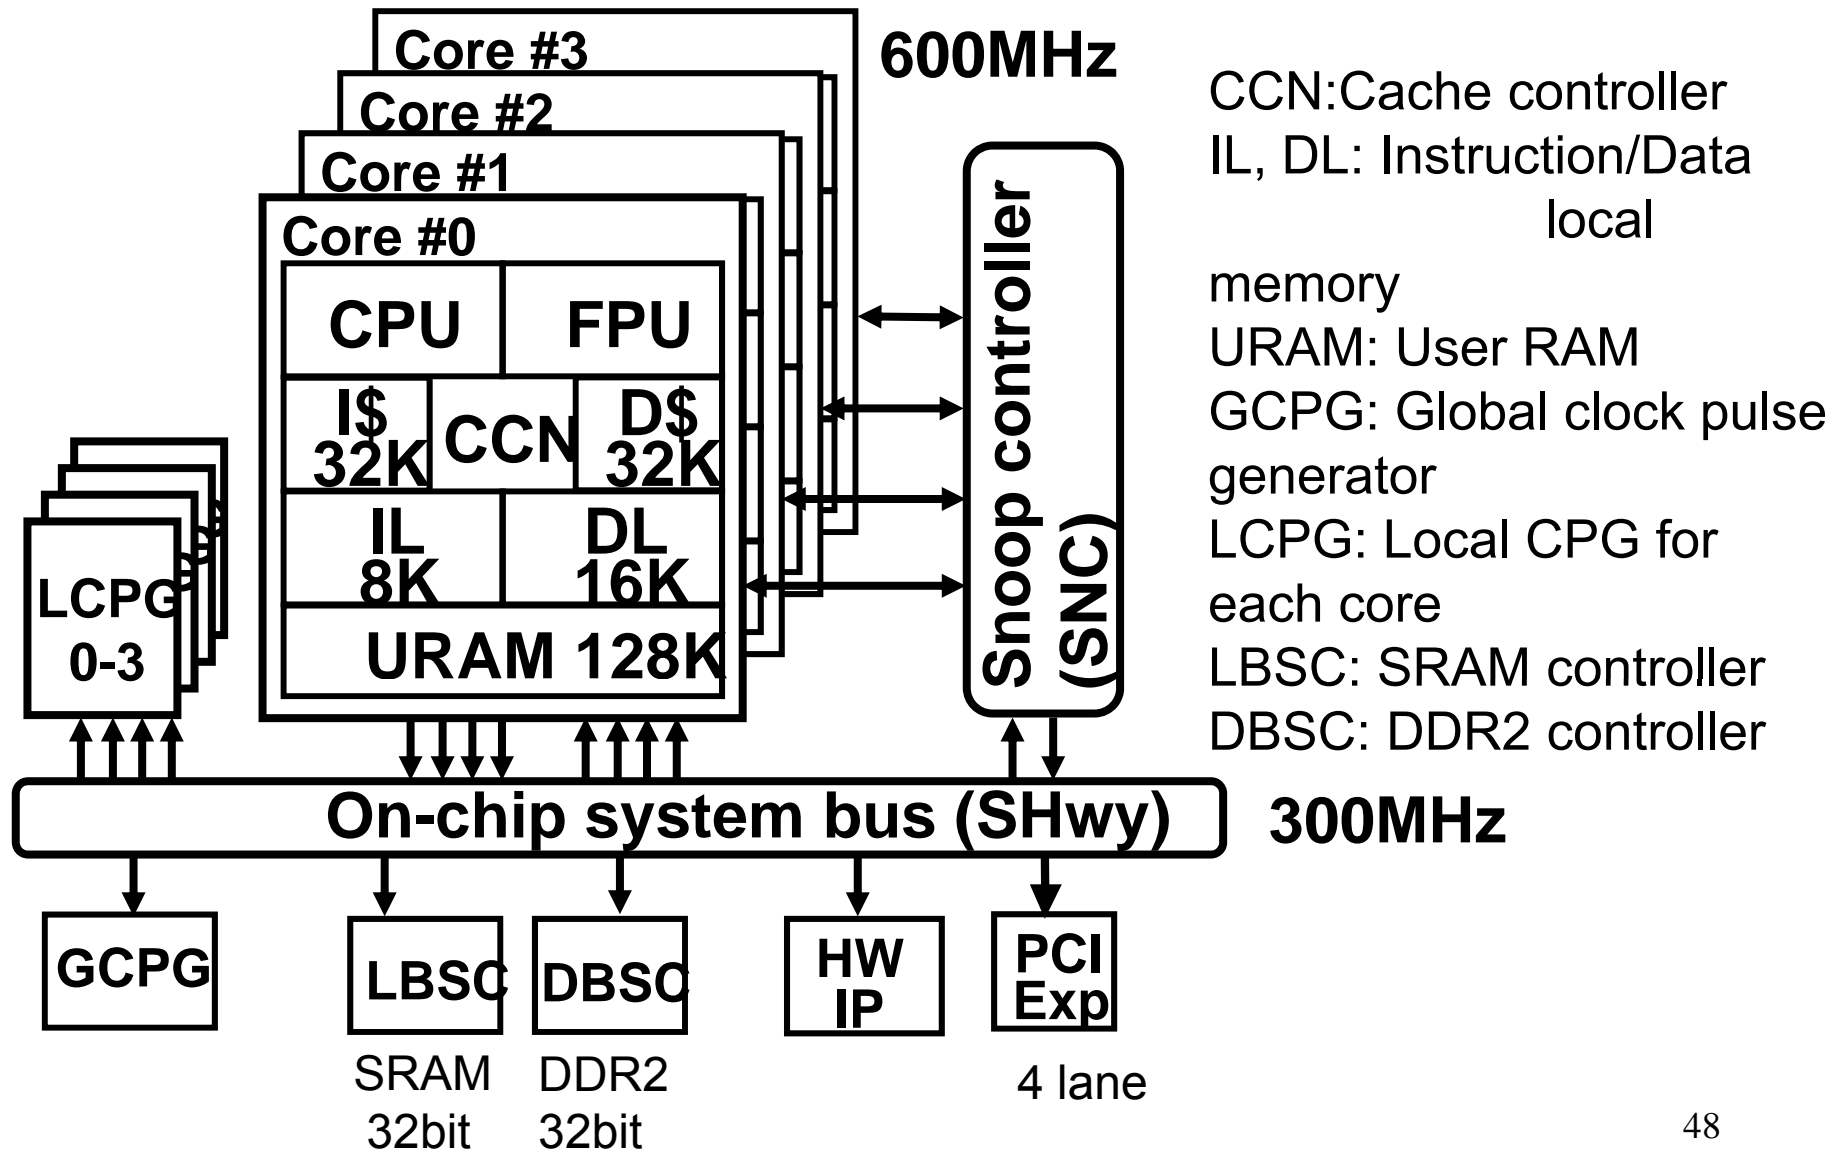 Core #3
600MHz
Core #2
Core #1
Core #0
CPU FPU
I$ 32K
CCN
D$ 32K
IL 8K
DL 16K
URAM 128K
LCPG
0-3
Snoop controller
(SNC)
CCN:Cache controller
IL, DL: Instruction/Data
local
memory
URAM: User RAM
GCPG: Global clock pulse
generator
LCPG: Local CPG for
each core
LBSC: SRAM controller
DBSC: DDR2 controller
On-chip system bus (SHwy)
300MHz
GCPG
LBSC
DBSC
HW
IP
PCI
Exp
SRAM
32bit
DDR2
32bit
4 lane
48